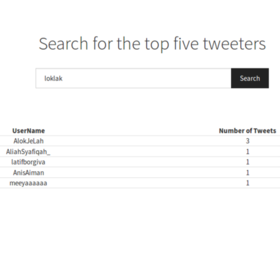 Search for the top five tweeters
loklak Search
UserName Number of Tweets
AlokJeLah 3
AliahSyafiqah_ 1
latifborgiva 1
AnisAiman 1
meeyaaaaaa 1